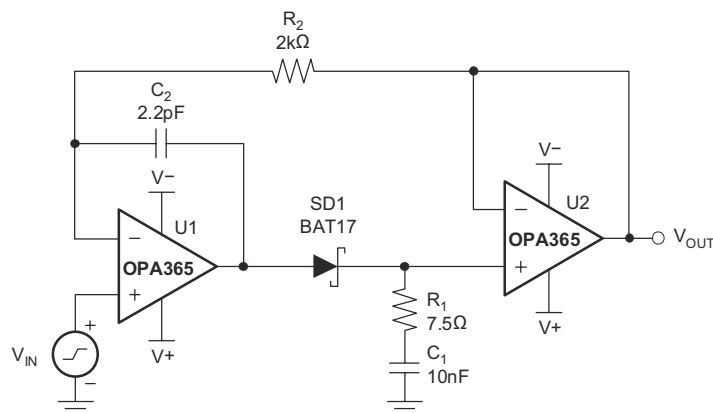 R2
2kΩ
C2
2.2pF
V−
U1
−
OPA365
+
V+
SD1
BAT17
V−
U2
−
OPA365
+
V+
VOUT
R1
7.5Ω
C1
10nF
VIN
+
−